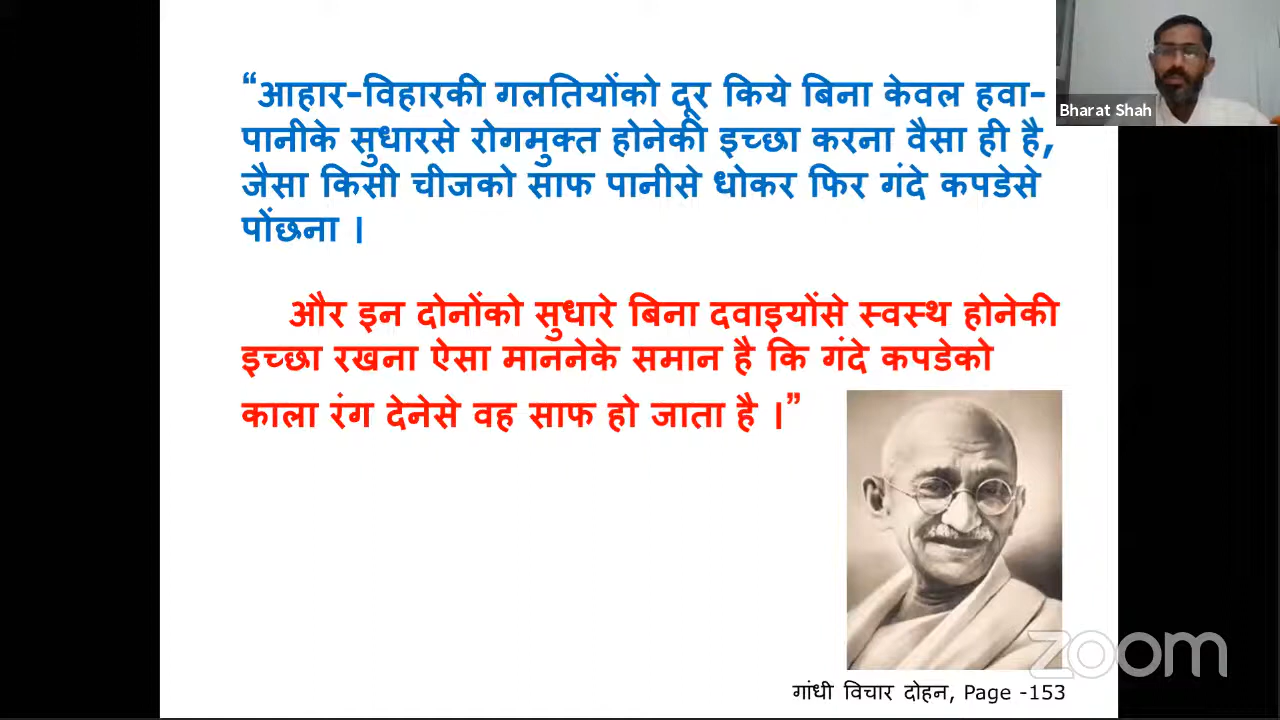 “आहार-विहारकी गलतियोंको दूर किये बिना केवल हवा-
पानीके सुधारसे रोगमुक्त होनेकी इच्छा करना वैसा ही है,
जैसा किसी चीजको साफ पानीसे धोकर फिर गंदे कपडेसे
पोंछना ।
और इन दोनोंको सुधारे बिना दवाइयोंसे स्वस्थ होनेकी
इच्छा रखना ऐसा माननेके समान है कि गंदे कपडेको
काला रंग देनेसे वह साफ हो जाता है ।”
Bharat Shah
zoom
गांधी विचार दोहन, Page -153